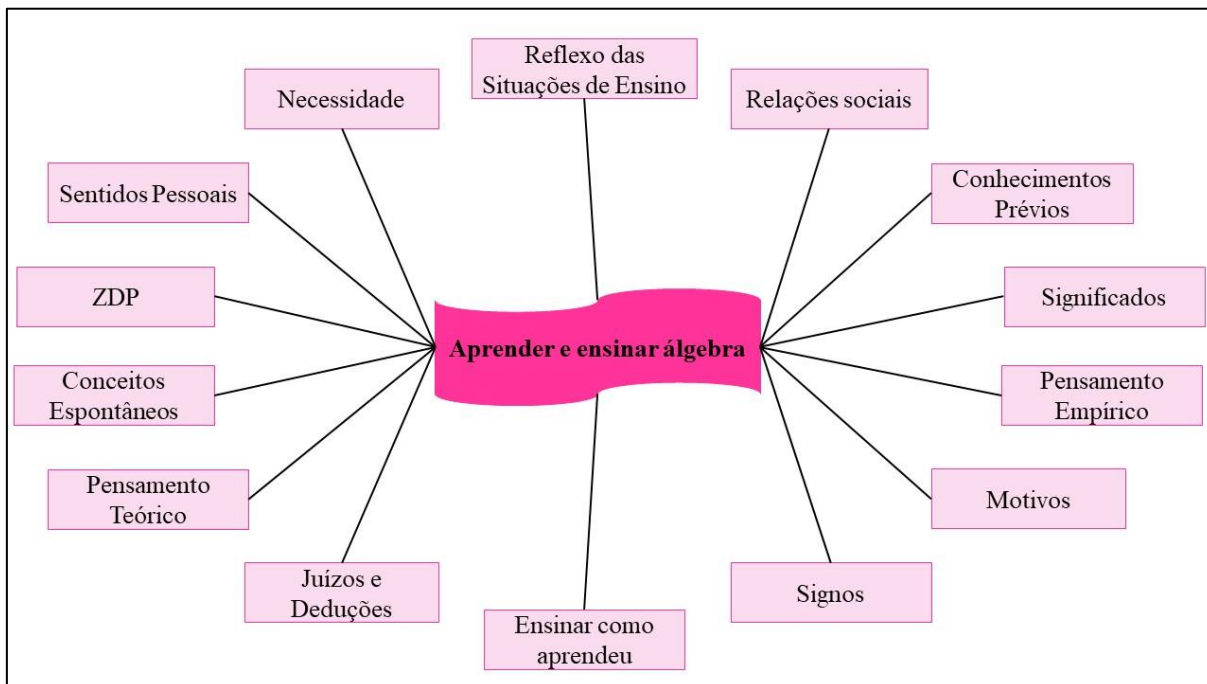 Reflexo das
Situações de Ensino
Necessidade
Relações sociais
Sentidos Pessoais
Conhecimentos
Prévios
ZDP
Significados
Aprender e ensinar álgebra
Conceitos
Espontâneos
Pensamento
Empírico
Pensamento
Teórico
Motivos
Juízos e
Deduções
Signos
Ensinar como
aprendeu